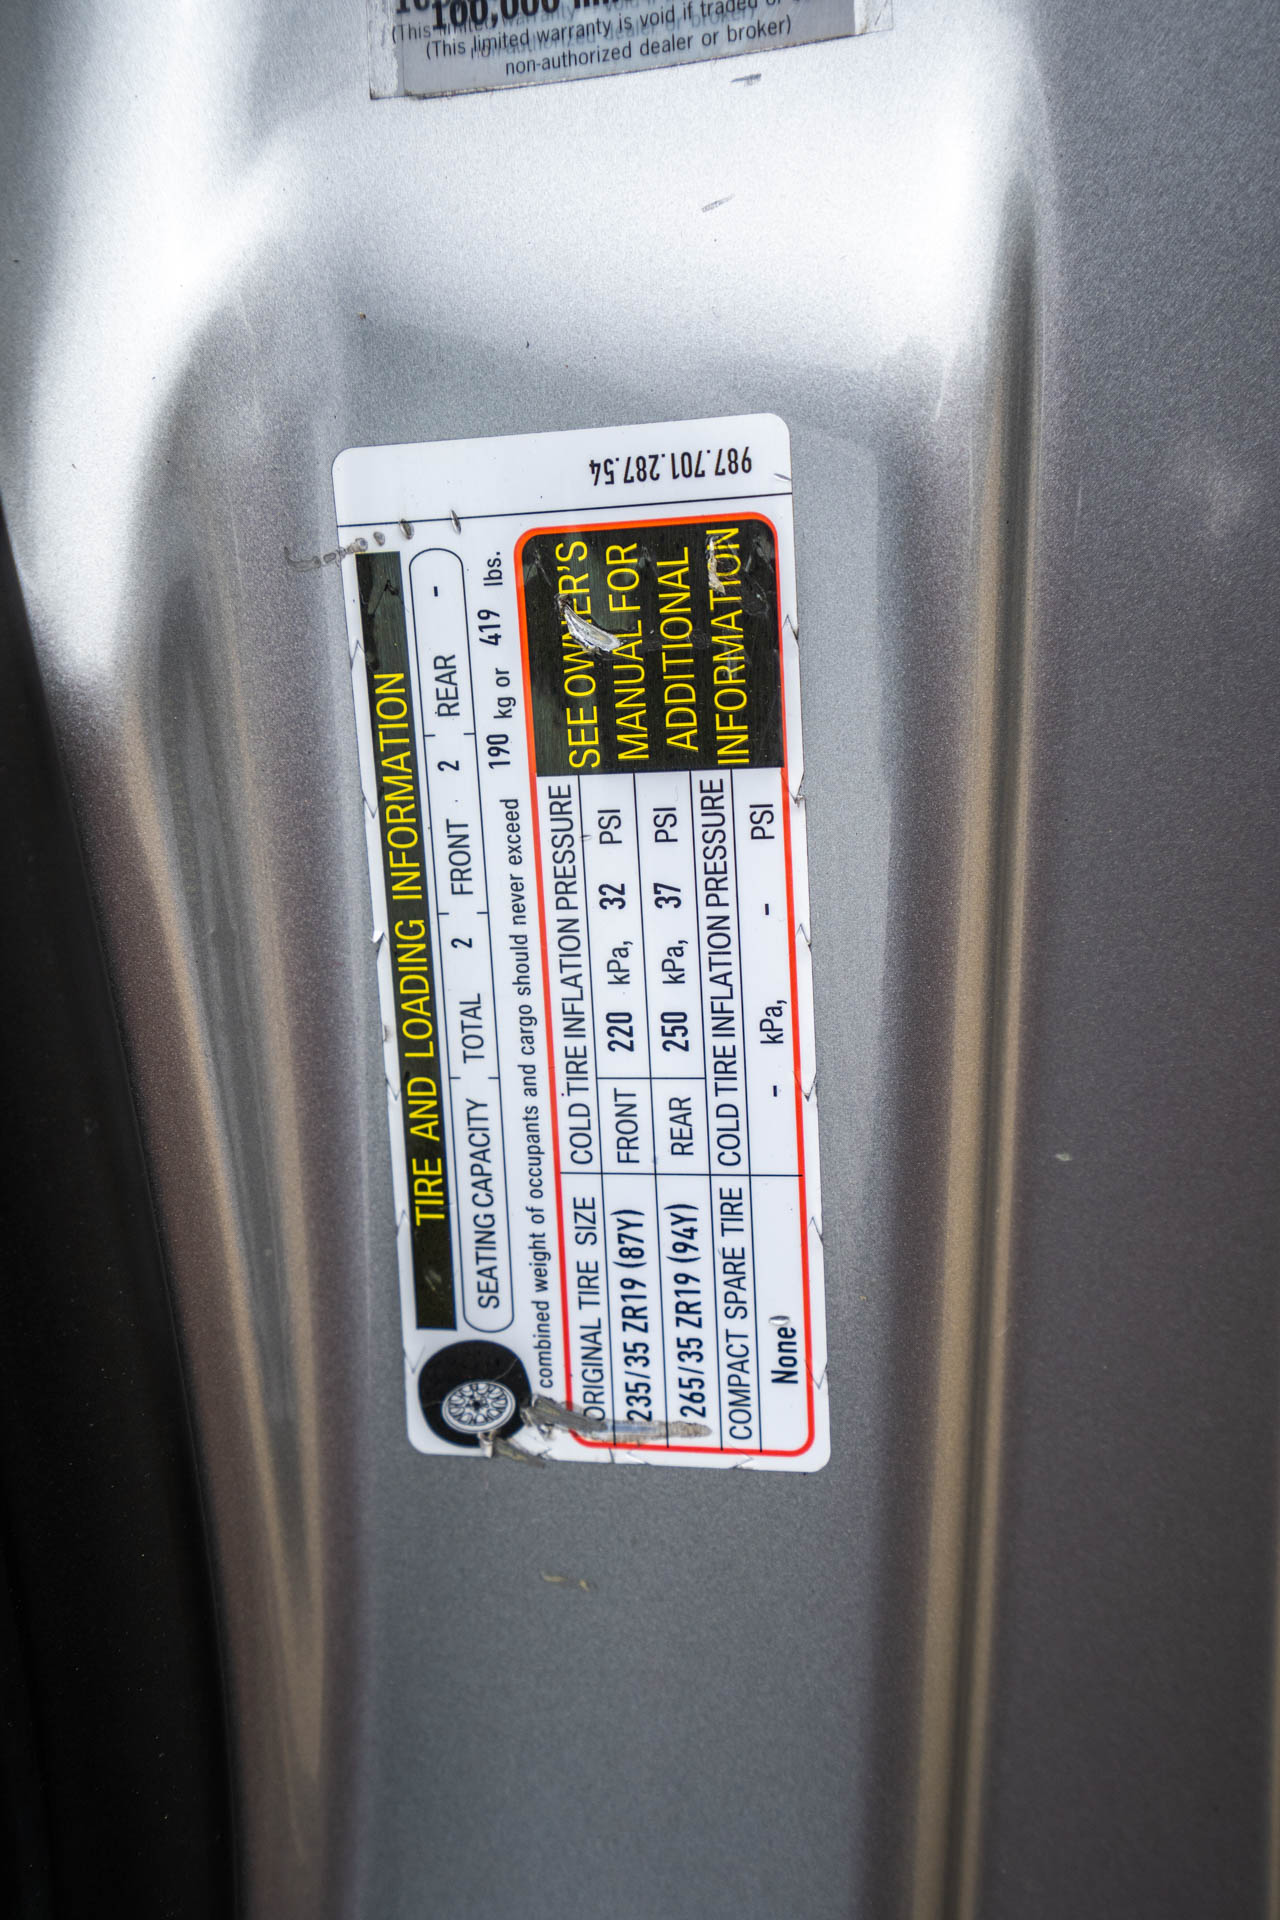 100,000
(This limited warranty is void if traded
non-authorized dealer or broker)
987.701.287.54
TIRE AND LOADING INFORMATION
SEATING CAPACITY TOTAL 2 FRONT 2 REAR -
combined weight of occupants and cargo should never exceed 190 kg or 419 lbs.
ORIGINAL TIRE SIZE COLD TIRE INFLATION PRESSURE
235/35 ZR19 (87Y) FRONT 220 kPa, 32 PSI
265/35 ZR19 (94Y) REAR 250 kPa, 37 PSI
COMPACT SPARE TIRE COLD TIRE INFLATION PRESSURE
None - kPa, - PSI
SEE OWNER'S
MANUAL FOR
ADDITIONAL
INFORMATION